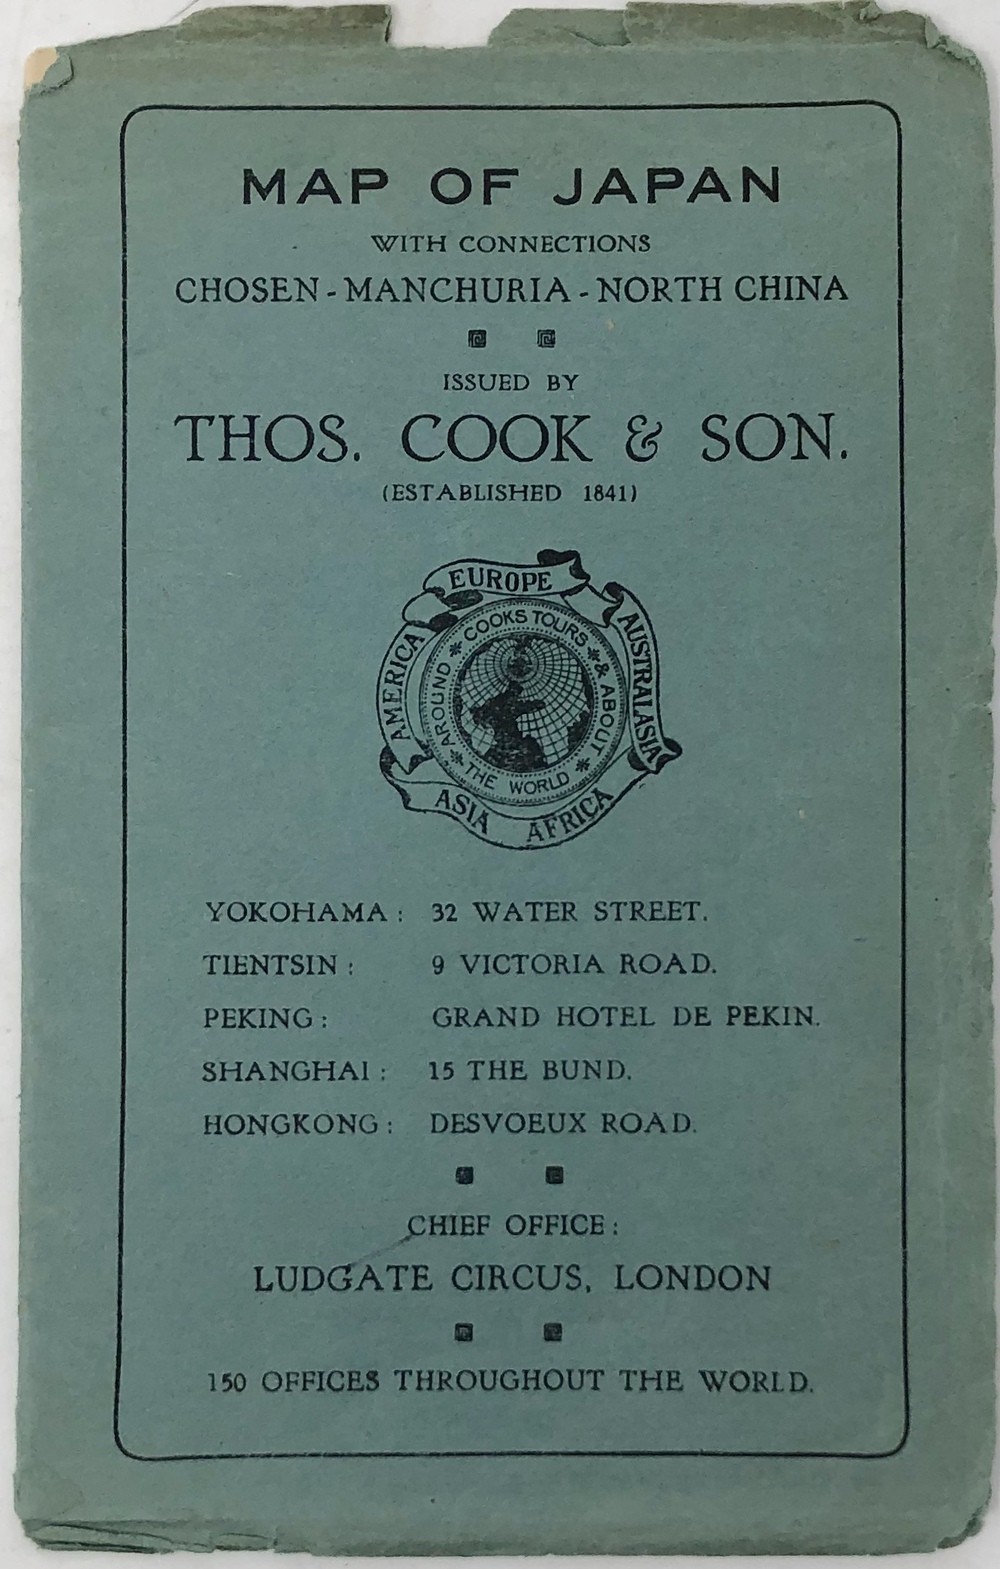 MAP OF JAPAN
WITH CONNECTIONS
CHOSEN - MANCHURIA - NORTH CHINA
ISSUED BY
THOS. COOK & SON.
(ESTABLISHED 1841)
EUROPE
AUSTRALASIA
AMERICA
ASIA AFRICA
COOKS TOURS
AROUND & ABOUT
THE WORLD
YOKOHAMA : 32 WATER STREET.
TIENTSIN : 9 VICTORIA ROAD.
PEKING : GRAND HOTEL DE PEKIN.
SHANGHAI : 15 THE BUND.
HONGKONG : DESVOEUX ROAD.
CHIEF OFFICE :
LUDGATE CIRCUS, LONDON
150 OFFICES THROUGHOUT THE WORLD.